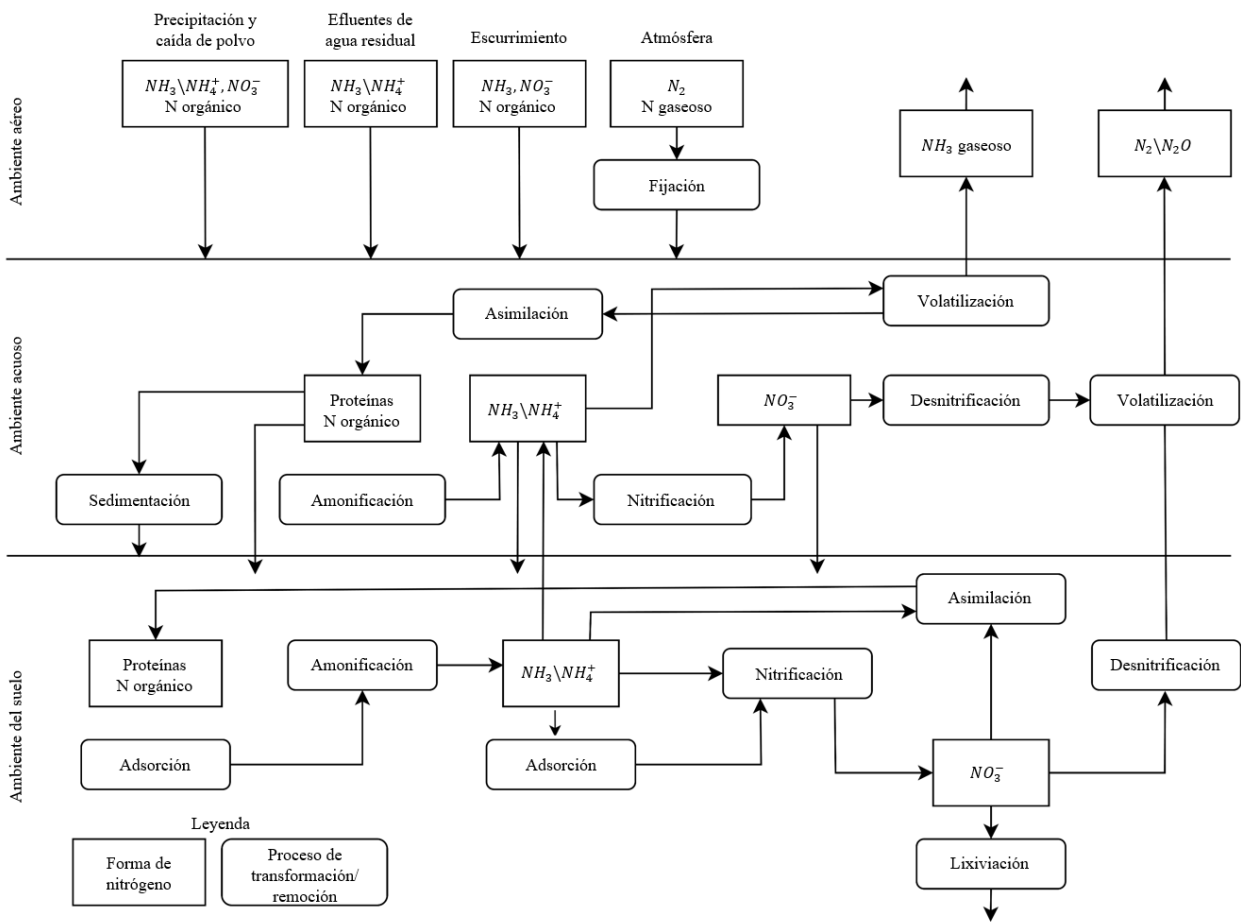 Precipitación y
caída de polvo
Efluentes de
agua residual
Escurrimiento
Atmósfera
NH₃\NH₄⁺, NO₃⁻
N orgánico
NH₃\NH₄⁺
N orgánico
NH₃, NO₃⁻
N orgánico
N₂
N gaseoso
NH₃ gaseoso
N₂\N₂O
Fijación
Ambiente aéreo
Volatilización
Asimilación
Proteínas
N orgánico
NH₃\NH₄⁺
NO₃⁻
Desnitrificación
Volatilización
Sedimentación
Amonificación
Nitrificación
Ambiente acuoso
Asimilación
Proteínas
N orgánico
Amonificación
NH₃\NH₄⁺
Nitrificación
Desnitrificación
Adsorción
Adsorción
NO₃⁻
Lixiviación
Ambiente del suelo
Leyenda
Forma de
nitrógeno
Proceso de
transformación/
remoción